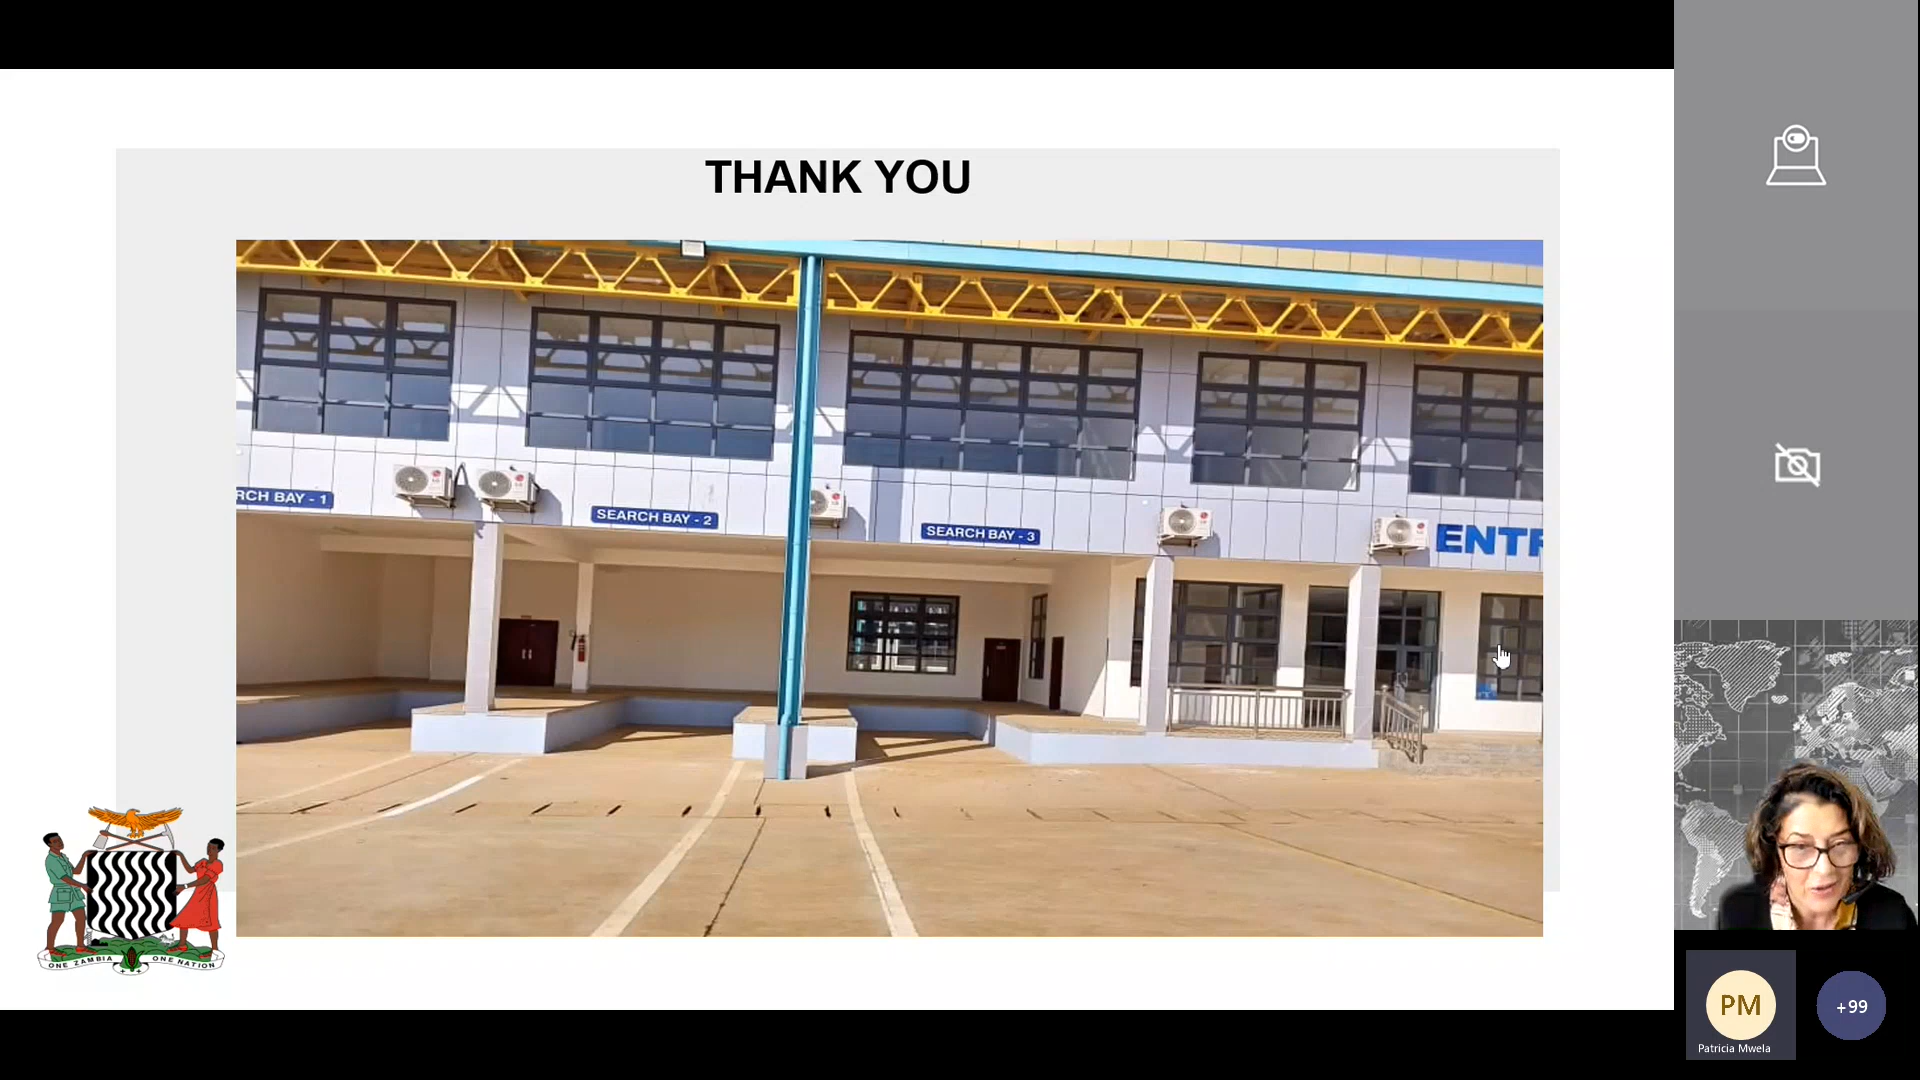 THANK YOU
RCH BAY - 1
SEARCH BAY - 2
SEARCH BAY - 3
ENTR
ONE ZAMBIA ONE NATION
PM
Patricia Mwela
+99